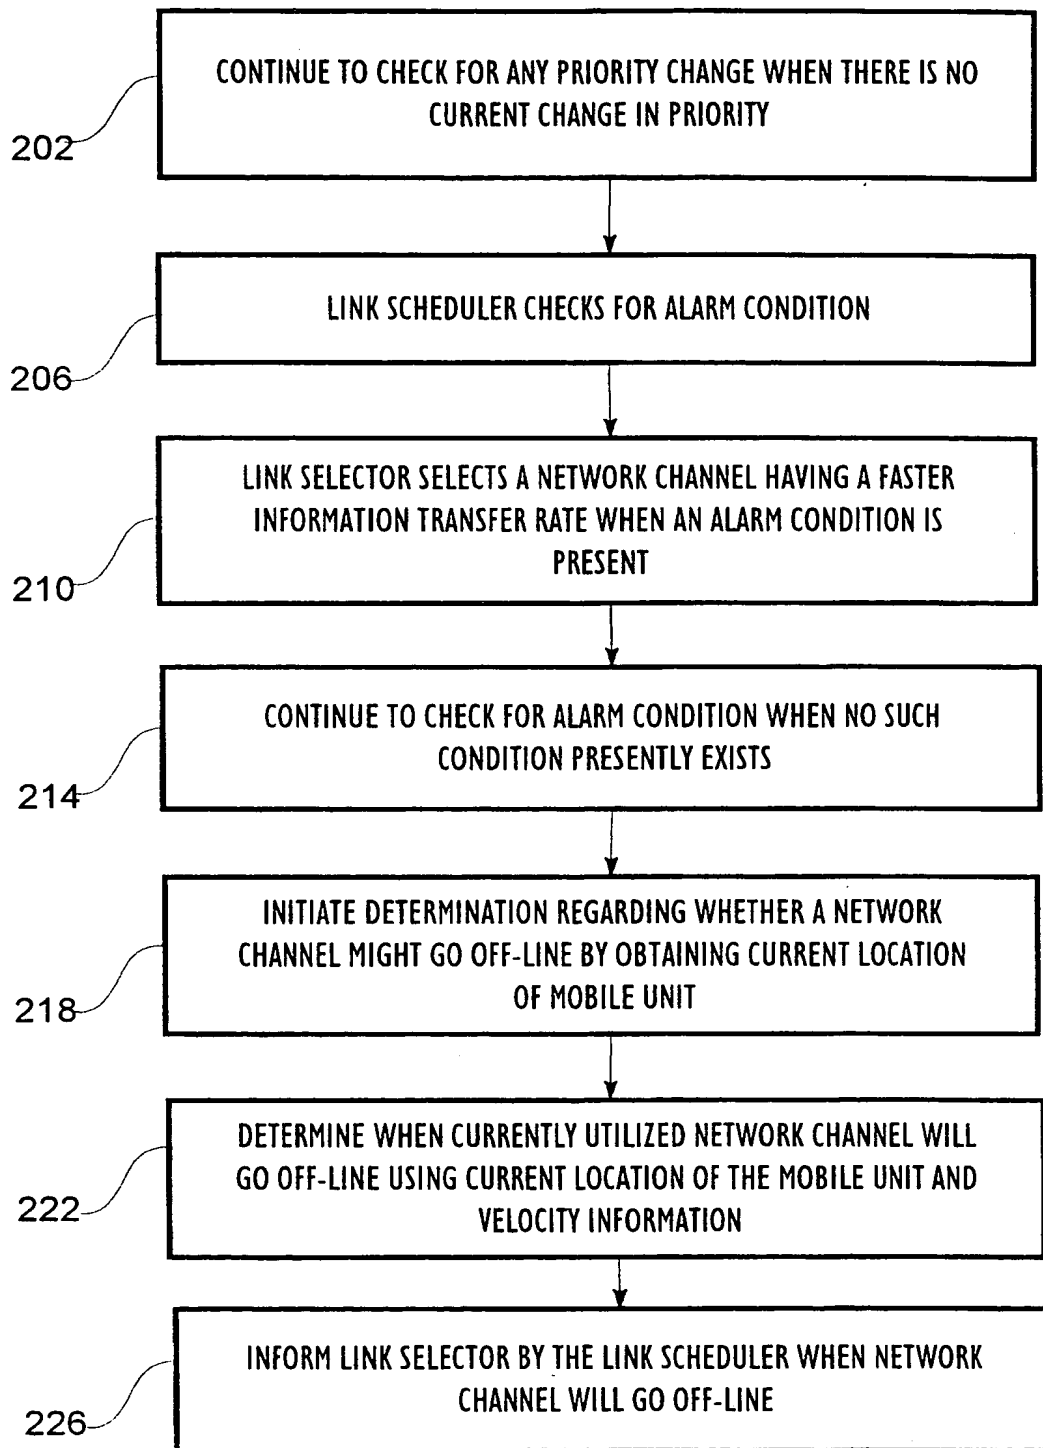 CONTINUE TO CHECK FOR ANY PRIORITY CHANGE WHEN THERE IS NO
CURRENT CHANGE IN PRIORITY
202
LINK SCHEDULER CHECKS FOR ALARM CONDITION
206
LINK SELECTOR SELECTS A NETWORK CHANNEL HAVING A FASTER
INFORMATION TRANSFER RATE WHEN AN ALARM CONDITION IS
PRESENT
210
CONTINUE TO CHECK FOR ALARM CONDITION WHEN NO SUCH
CONDITION PRESENTLY EXISTS
214
INITIATE DETERMINATION REGARDING WHETHER A NETWORK
CHANNEL MIGHT GO OFF-LINE BY OBTAINING CURRENT LOCATION
OF MOBILE UNIT
218
DETERMINE WHEN CURRENTLY UTILIZED NETWORK CHANNEL WILL
GO OFF-LINE USING CURRENT LOCATION OF THE MOBILE UNIT AND
VELOCITY INFORMATION
222
INFORM LINK SELECTOR BY THE LINK SCHEDULER WHEN NETWORK
CHANNEL WILL GO OFF-LINE
226